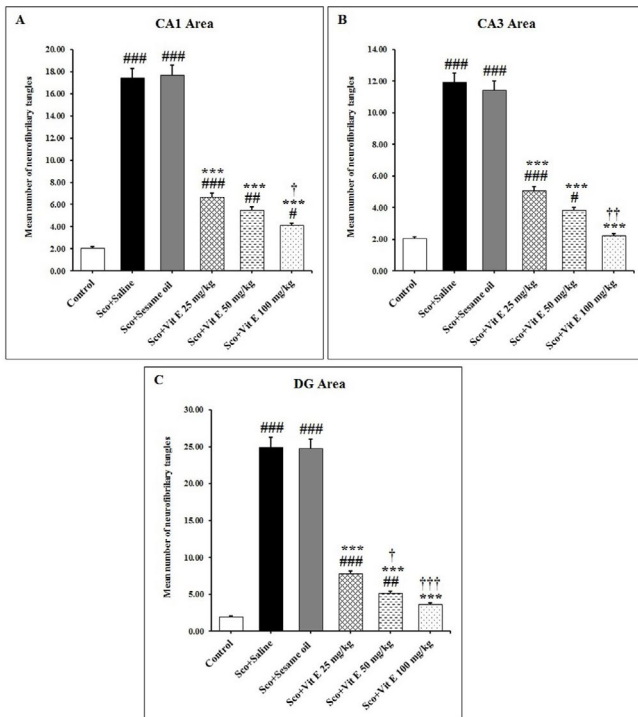 A
CA1 Area
Mean number of neurofibrilary tangles
20.00
18.00
16.00
14.00
12.00
10.00
8.00
6.00
4.00
2.00
0.00
###
###
***
###
***
##
†
***
#
Control
Sco+Saline
Sco+Sesame oil
Sco+Vit E 25 mg/kg
Sco+Vit E 50 mg/kg
Sco+Vit E 100 mg/kg
B
CA3 Area
Mean number of neurofibrilary tangles
14.00
12.00
10.00
8.00
6.00
4.00
2.00
0.00
###
###
***
###
***
#
††
***
Control
Sco+Saline
Sco+Sesame oil
Sco+Vit E 25 mg/kg
Sco+Vit E 50 mg/kg
Sco+Vit E 100 mg/kg
C
DG Area
Mean number of neurofibrilary tangles
30.00
25.00
20.00
15.00
10.00
5.00
0.00
###
###
***
###
†
***
##
†††
***
Control
Sco+Saline
Sco+Sesame oil
Sco+Vit E 25 mg/kg
Sco+Vit E 50 mg/kg
Sco+Vit E 100 mg/kg